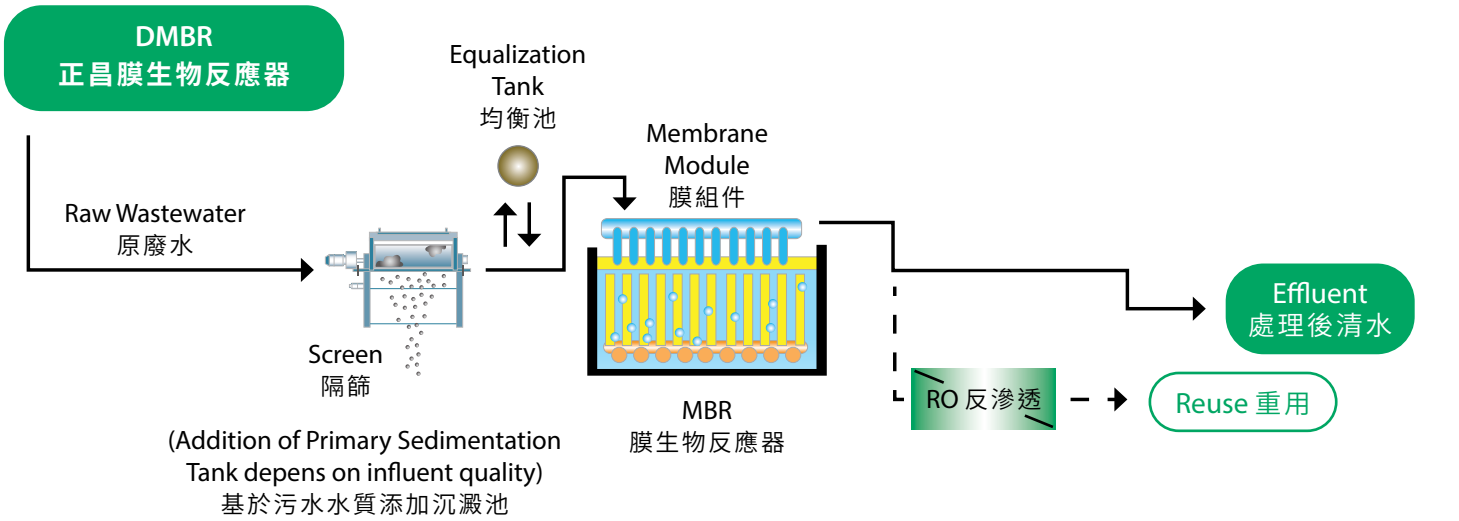 DMBR
正昌膜生物反應器
Equalization
Tank
均衡池
Membrane
Module
膜組件
Raw Wastewater
原廢水
Screen
隔篩
(Addition of Primary Sedimentation
Tank depens on influent quality)
基於污水水質添加沉澱池
MBR
膜生物反應器
Effluent
處理後清水
RO 反滲透
Reuse 重用